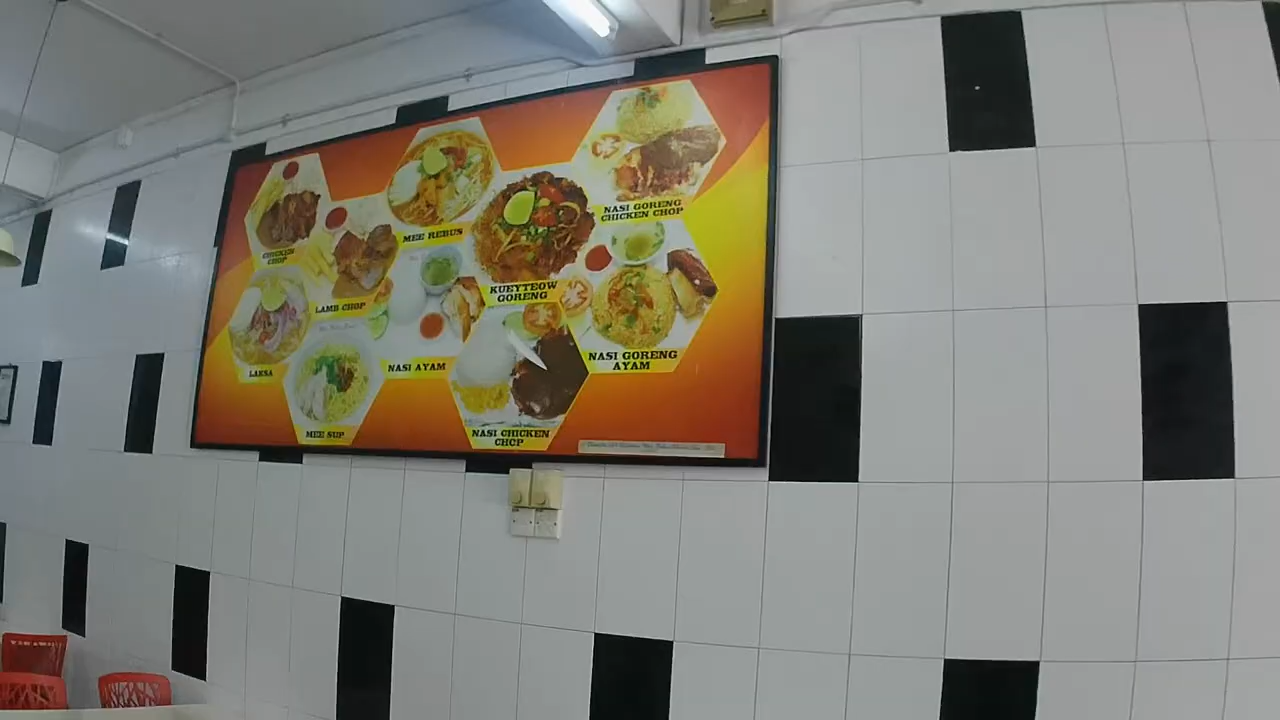 NASI GORENG
CHICKEN CHOP
MEE REBUS
CHICKEN
CHOP
KUEYTEOW
GORENG
LAMB CHOP
NASI GORENG
AYAM
NASI AYAM
LAKSA
MEE SUP
NASI CHICKEN
CHOP